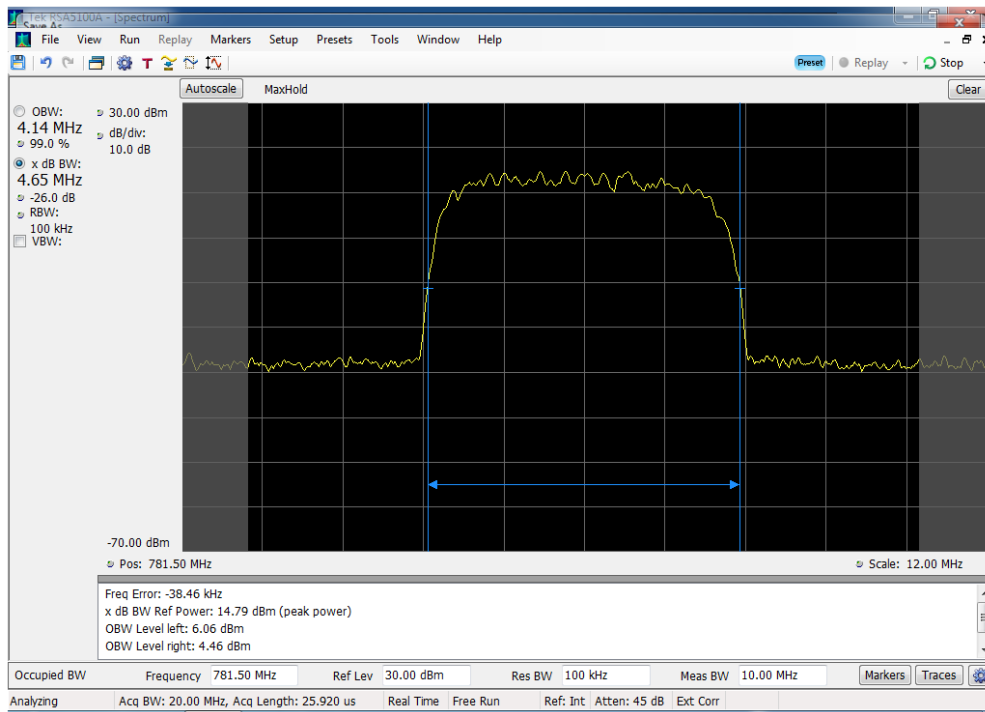 Tek RSA5100A - [Spectrum]
Save As
File View Run Replay Markers Setup Presets Tools Window Help
T Preset Replay Stop
Autoscale MaxHold Clear
OBW:
4.14 MHz
99.0 %
x dB BW:
4.65 MHz
-26.0 dB
RBW:
100 kHz
VBW:
30.00 dBm
dB/div:
10.0 dB
-70.00 dBm
Pos: 781.50 MHz Scale: 12.00 MHz
Freq Error: -38.46 kHz
x dB BW Ref Power: 14.79 dBm (peak power)
OBW Level left: 6.06 dBm
OBW Level right: 4.46 dBm
Occupied BW Frequency 781.50 MHz Ref Lev 30.00 dBm Res BW 100 kHz Meas BW 10.00 MHz Markers Traces
Analyzing Acq BW: 20.00 MHz, Acq Length: 25.920 us Real Time Free Run Ref: Int Atten: 45 dB Ext Corr